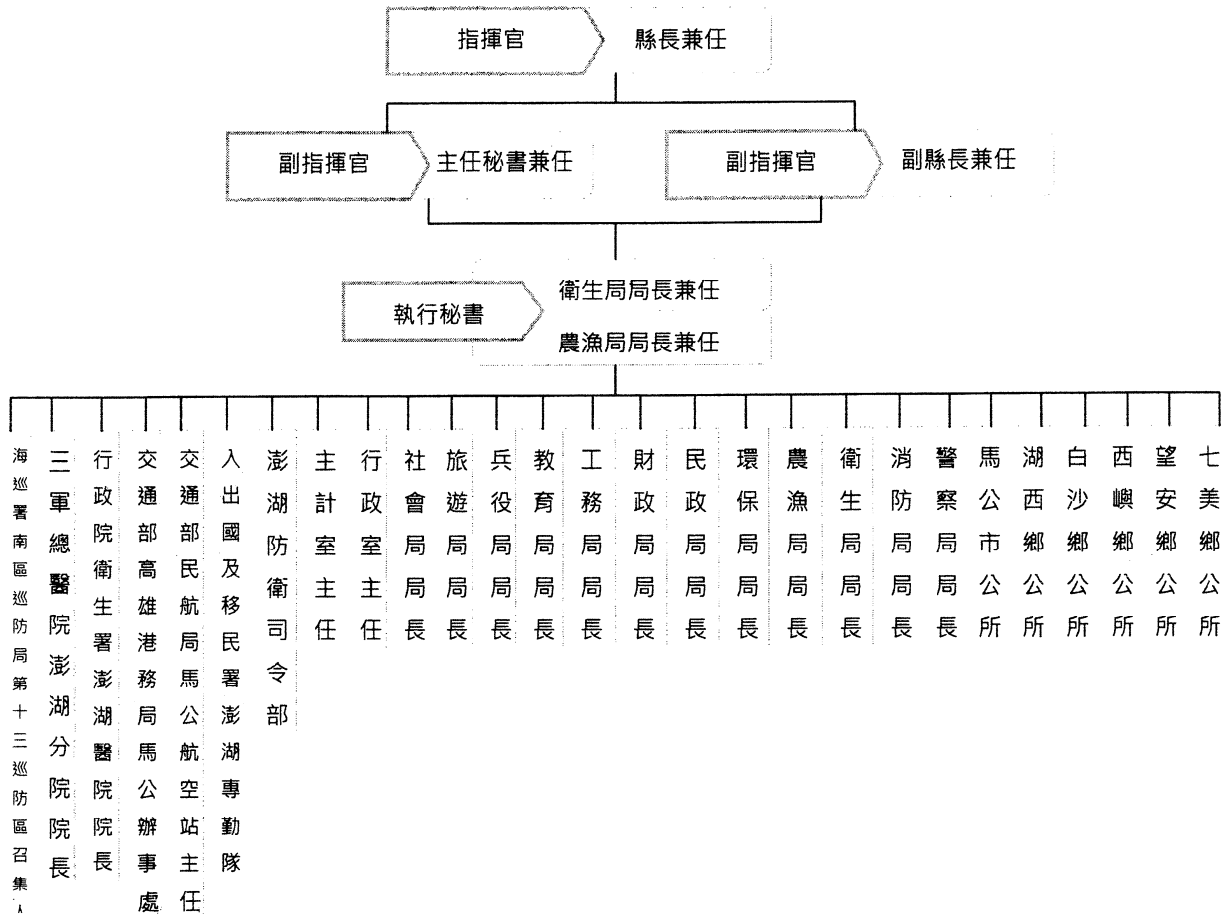 指揮官 縣長兼任
副指揮官 主任秘書兼任 副指揮官 副縣長兼任
執行秘書
衛生局局長兼任
農漁局局長兼任
海巡署南區巡防局第十三巡防區召集人
三軍總醫院澎湖分院院長
行政院衛生署澎湖醫院院長
交通部高雄港務局馬公辦事處
交通部民航局馬公航空站主任
入出國及移民署澎湖專勤隊
澎湖防衛司令部
主計室主任
行政室主任
社會局局長
旅遊局局長
兵役局局長
教育局局長
工務局局長
財政局局長
民政局局長
環保局局長
農漁局局長
衛生局局長
消防局局長
警察局局長
馬公市公所
湖西鄉公所
白沙鄉公所
西嶼鄉公所
望安鄉公所
七美鄉公所